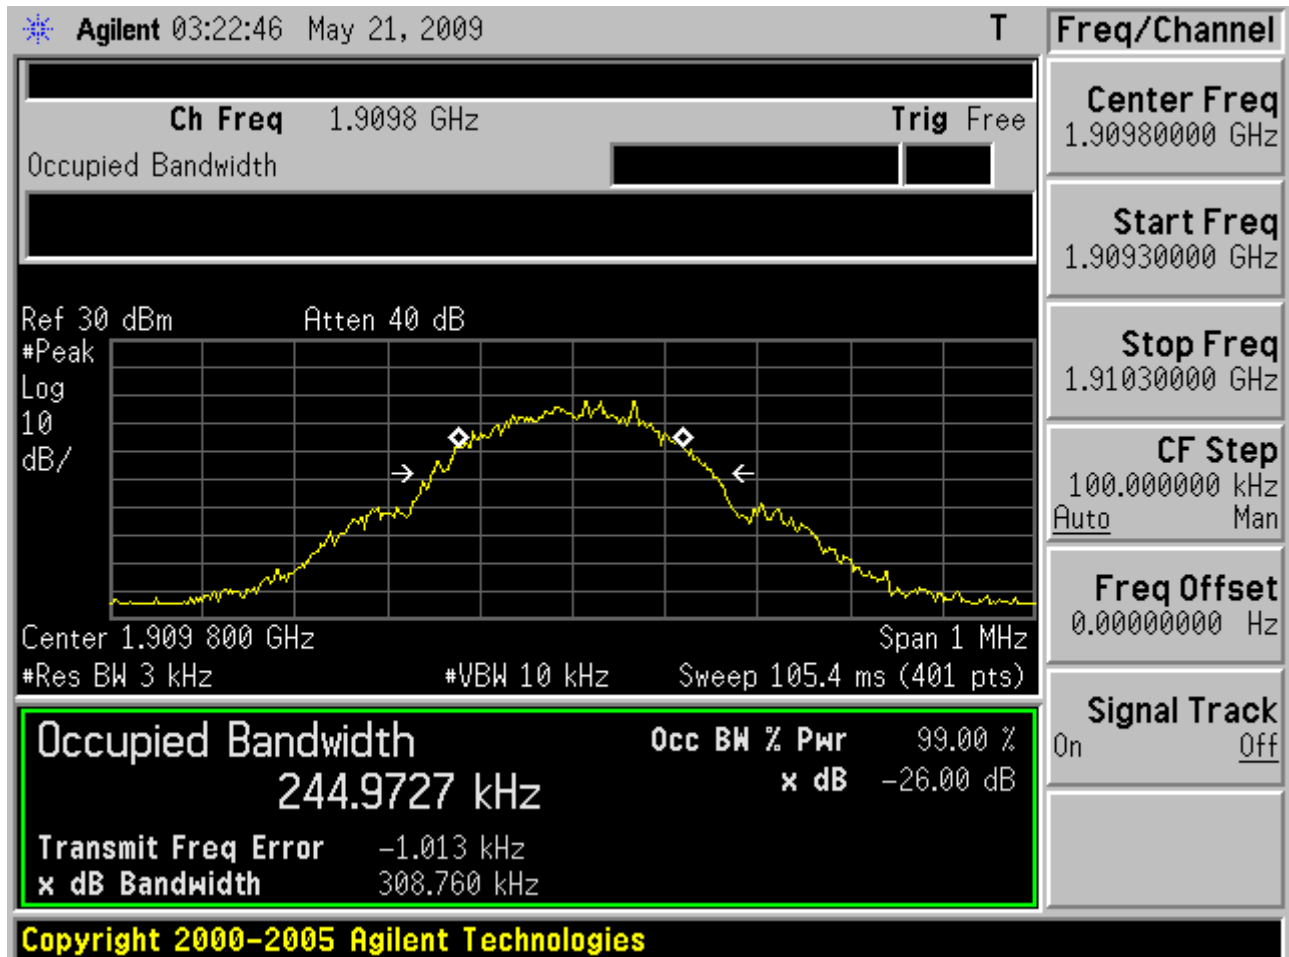 Agilent 03:22:46 May 21, 2009 T
Freq/Channel
Ch Freq 1.9098 GHz Trig Free
Occupied Bandwidth
Center Freq
1.90980000 GHz
Start Freq
1.90930000 GHz
Stop Freq
1.91030000 GHz
CF Step
100.000000 kHz
Auto Man
Freq Offset
0.00000000 Hz
Signal Track
On Off
Ref 30 dBm Atten 40 dB
#Peak
Log
10
dB/
Center 1.909 800 GHz Span 1 MHz
#Res BW 3 kHz #VBW 10 kHz Sweep 105.4 ms (401 pts)
Occupied Bandwidth
244.9727 kHz
Occ BW % Pwr 99.00 %
x dB -26.00 dB
Transmit Freq Error -1.013 kHz
x dB Bandwidth 308.760 kHz
Copyright 2000-2005 Agilent Technologies